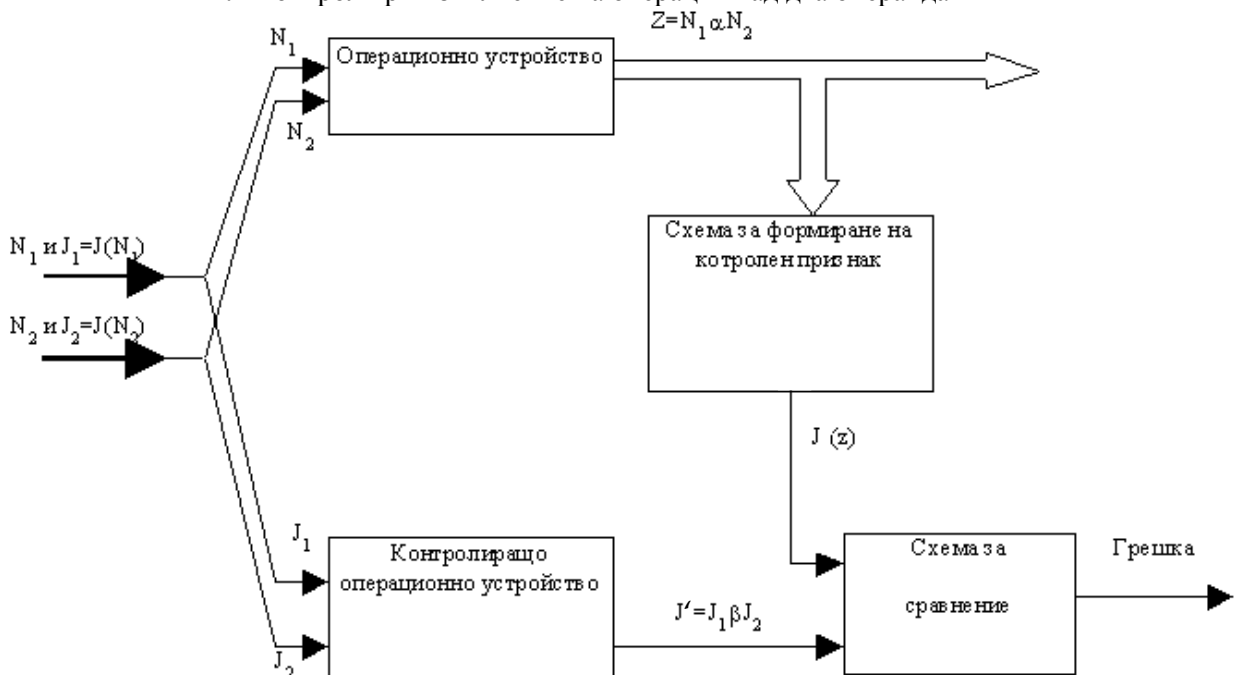 Z=N₁αN₂
N₁
Операционно устройство
N₂
Схема за формиране на
котролен признак
N₁ и J₁=J(N₁)
N₂ и J₂=J(N₂)
J (z)
J₁
Контролиращо
операционно устройство
J₂
J'=J₁βJ₂
Схема за
сравнение
Грешка